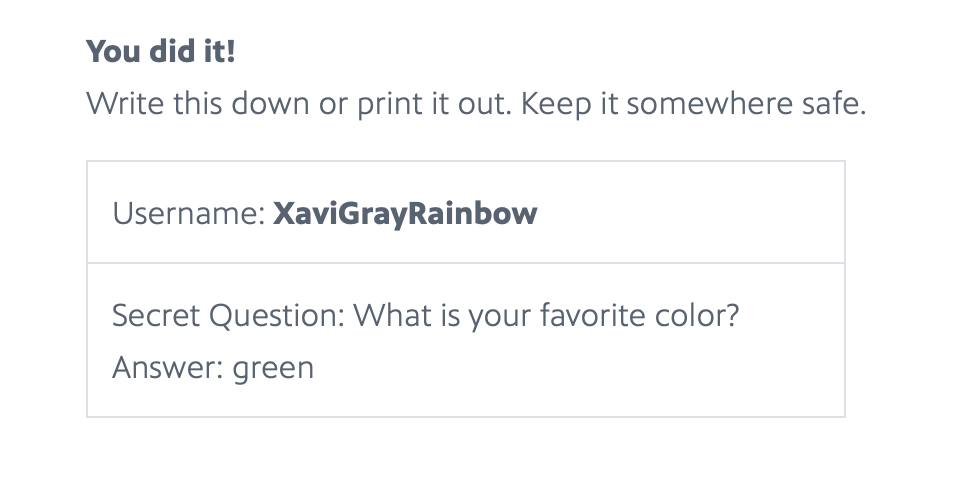 You did it!
Write this down or print it out. Keep it somewhere safe.
Username: XaviGrayRainbow
Secret Question: What is your favorite color?
Answer: green